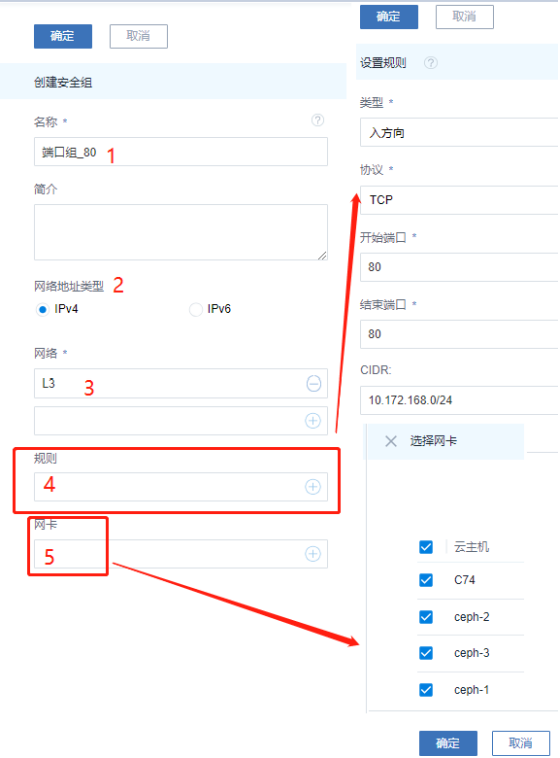 确定 取消
创建安全组
名称 * ?
端口组_80 1
简介
网络地址类型 2
IPv4 IPv6
网络 *
L3 3
规则
4
网卡
5
确定 取消
设置规则 ?
类型 *
入方向
协议 *
TCP
开始端口 *
80
结束端口 *
80
CIDR:
10.172.168.0/24
选择网卡
云主机
C74
ceph-2
ceph-3
ceph-1
确定 取消